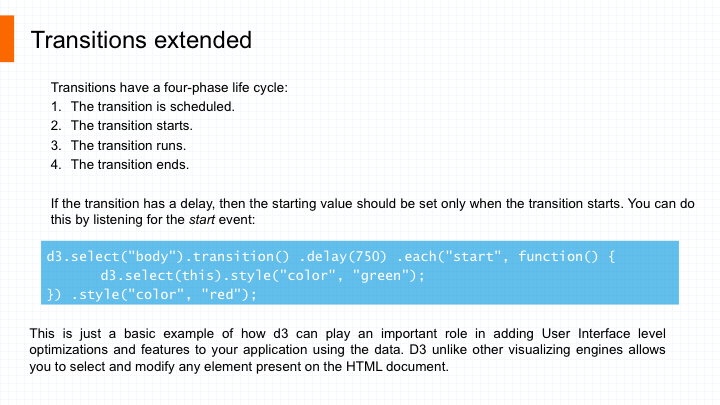 Transitions extended
Transitions have a four-phase life cycle:
1. The transition is scheduled.
2. The transition starts.
3. The transition runs.
4. The transition ends.
If the transition has a delay, then the starting value should be set only when the transition starts. You can do
this by listening for the start event:
d3.select("body").transition() .delay(750) .each("start", function() {
d3.select(this).style("color", "green");
}) .style("color", "red");
This is just a basic example of how d3 can play an important role in adding User Interface level
optimizations and features to your application using the data. D3 unlike other visualizing engines allows
you to select and modify any element present on the HTML document.